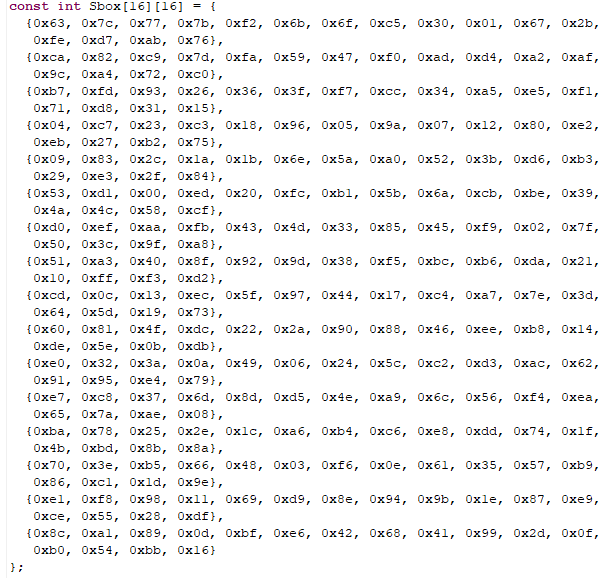 const int Sbox[16][16] = {
{0x63, 0x7c, 0x77, 0x7b, 0xf2, 0x6b, 0x6f, 0xc5, 0x30, 0x01, 0x67, 0x2b,
0xfe, 0xd7, 0xab, 0x76},
{0xca, 0x82, 0xc9, 0x7d, 0xfa, 0x59, 0x47, 0xf0, 0xad, 0xd4, 0xa2, 0xaf,
0x9c, 0xa4, 0x72, 0xc0},
{0xb7, 0xfd, 0x93, 0x26, 0x36, 0x3f, 0xf7, 0xcc, 0x34, 0xa5, 0xe5, 0xf1,
0x71, 0xd8, 0x31, 0x15},
{0x04, 0xc7, 0x23, 0xc3, 0x18, 0x96, 0x05, 0x9a, 0x07, 0x12, 0x80, 0xe2,
0xeb, 0x27, 0xb2, 0x75},
{0x09, 0x83, 0x2c, 0x1a, 0x1b, 0x6e, 0x5a, 0xa0, 0x52, 0x3b, 0xd6, 0xb3,
0x29, 0xe3, 0x2f, 0x84},
{0x53, 0xd1, 0x00, 0xed, 0x20, 0xfc, 0xb1, 0x5b, 0x6a, 0xcb, 0xbe, 0x39,
0x4a, 0x4c, 0x58, 0xcf},
{0xd0, 0xef, 0xaa, 0xfb, 0x43, 0x4d, 0x33, 0x85, 0x45, 0xf9, 0x02, 0x7f,
0x50, 0x3c, 0x9f, 0xa8},
{0x51, 0xa3, 0x40, 0x8f, 0x92, 0x9d, 0x38, 0xf5, 0xbc, 0xb6, 0xda, 0x21,
0x10, 0xff, 0xf3, 0xd2},
{0xcd, 0x0c, 0x13, 0xec, 0x5f, 0x97, 0x44, 0x17, 0xc4, 0xa7, 0x7e, 0x3d,
0x64, 0x5d, 0x19, 0x73},
{0x60, 0x81, 0x4f, 0xdc, 0x22, 0x2a, 0x90, 0x88, 0x46, 0xee, 0xb8, 0x14,
0xde, 0x5e, 0x0b, 0xdb},
{0xe0, 0x32, 0x3a, 0x0a, 0x49, 0x06, 0x24, 0x5c, 0xc2, 0xd3, 0xac, 0x62,
0x91, 0x95, 0xe4, 0x79},
{0xe7, 0xc8, 0x37, 0x6d, 0x8d, 0xd5, 0x4e, 0xa9, 0x6c, 0x56, 0xf4, 0xea,
0x65, 0x7a, 0xae, 0x08},
{0xba, 0x78, 0x25, 0x2e, 0x1c, 0xa6, 0xb4, 0xc6, 0xe8, 0xdd, 0x74, 0x1f,
0x4b, 0xbd, 0x8b, 0x8a},
{0x70, 0x3e, 0xb5, 0x66, 0x48, 0x03, 0xf6, 0x0e, 0x61, 0x35, 0x57, 0xb9,
0x86, 0xc1, 0x1d, 0x9e},
{0xe1, 0xf8, 0x98, 0x11, 0x69, 0xd9, 0x8e, 0x94, 0x9b, 0x1e, 0x87, 0xe9,
0xce, 0x55, 0x28, 0xdf},
{0x8c, 0xa1, 0x89, 0x0d, 0xbf, 0xe6, 0x42, 0x68, 0x41, 0x99, 0x2d, 0x0f,
0xb0, 0x54, 0xbb, 0x16}
};